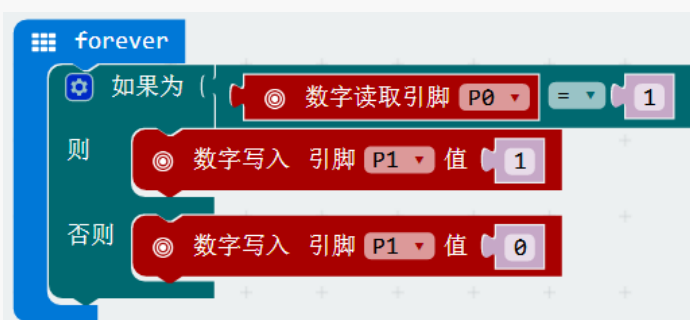 forever
如果为 ( 数字读取引脚 P0 = 1
则 数字写入 引脚 P1 值 1
否则 数字写入 引脚 P1 值 0